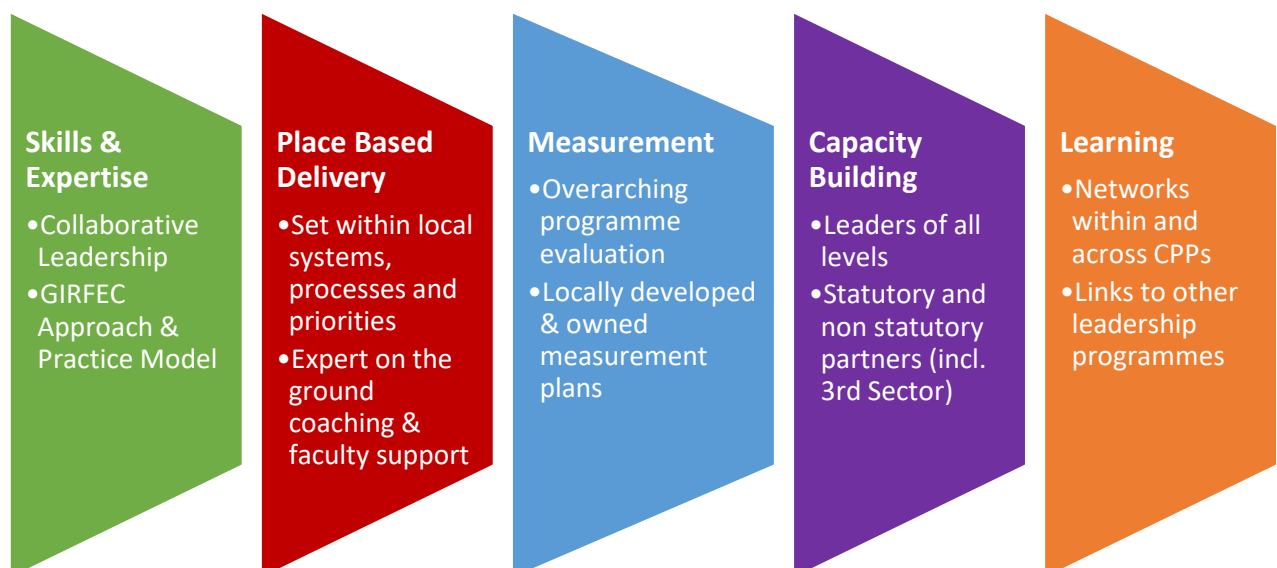 Skills &
Expertise
•Collaborative
Leadership
•GIRFEC
Approach &
Practice Model
Place Based
Delivery
•Set within local
systems,
processes and
priorities
•Expert on the
ground
coaching &
faculty support
Measurement
•Overarching
programme
evaluation
•Locally developed
& owned
measurement
plans
Capacity
Building
•Leaders of all
levels
•Statutory and
non statutory
partners (incl.
3rd Sector)
Learning
•Networks
within and
across CPPs
•Links to other
leadership
programmes